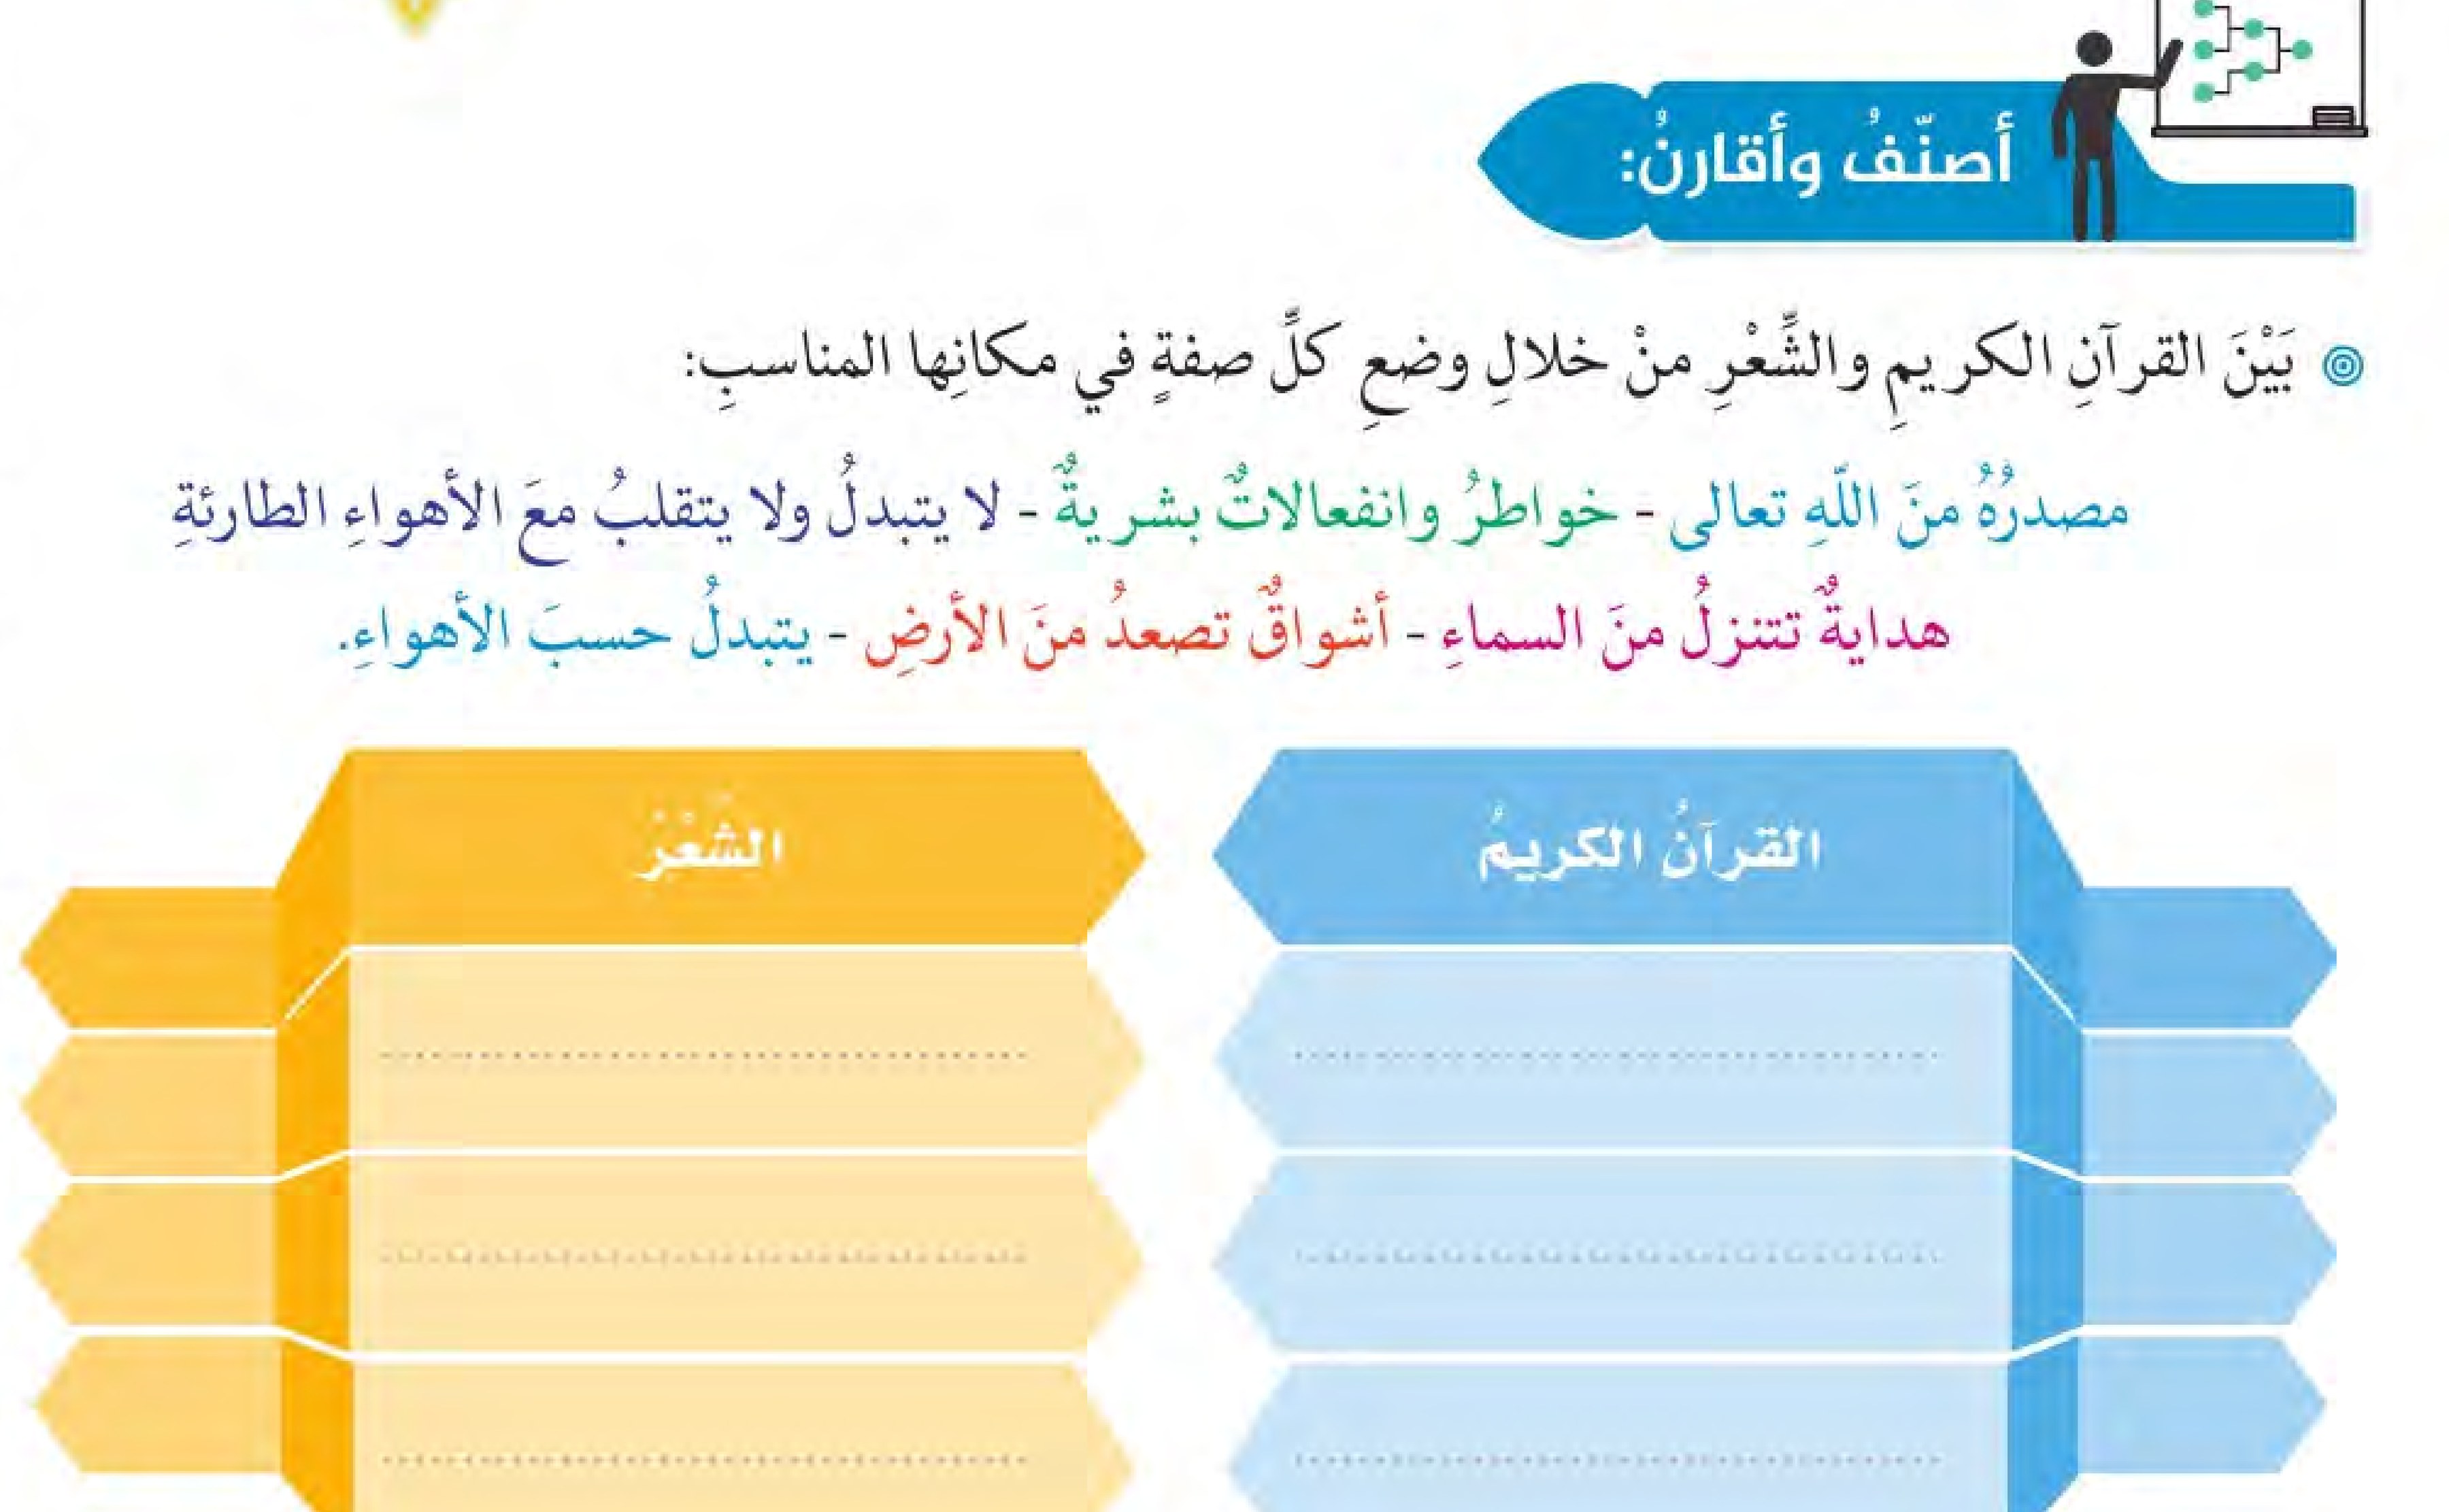 أصنّفُ وأقارنُ:
بَيْنَ القرآنِ الكريمِ والشِّعْرِ منْ خلالِ وضعِ كلِّ صفةٍ في مكانِها المناسبِ:
مصدرُهُ منَ اللّهِ تعالى - خواطرُ وانفعالاتٌ بشريةٌ - لا يتبدلُ ولا يتقلبُ معَ الأهواءِ الطارئةِ
هدايةٌ تتنزلُ منَ السماءِ - أشواقٌ تصعدُ منَ الأرضِ - يتبدلُ حسبَ الأهواءِ.
القرآنُ الكريمُ
الشِّعْرُ